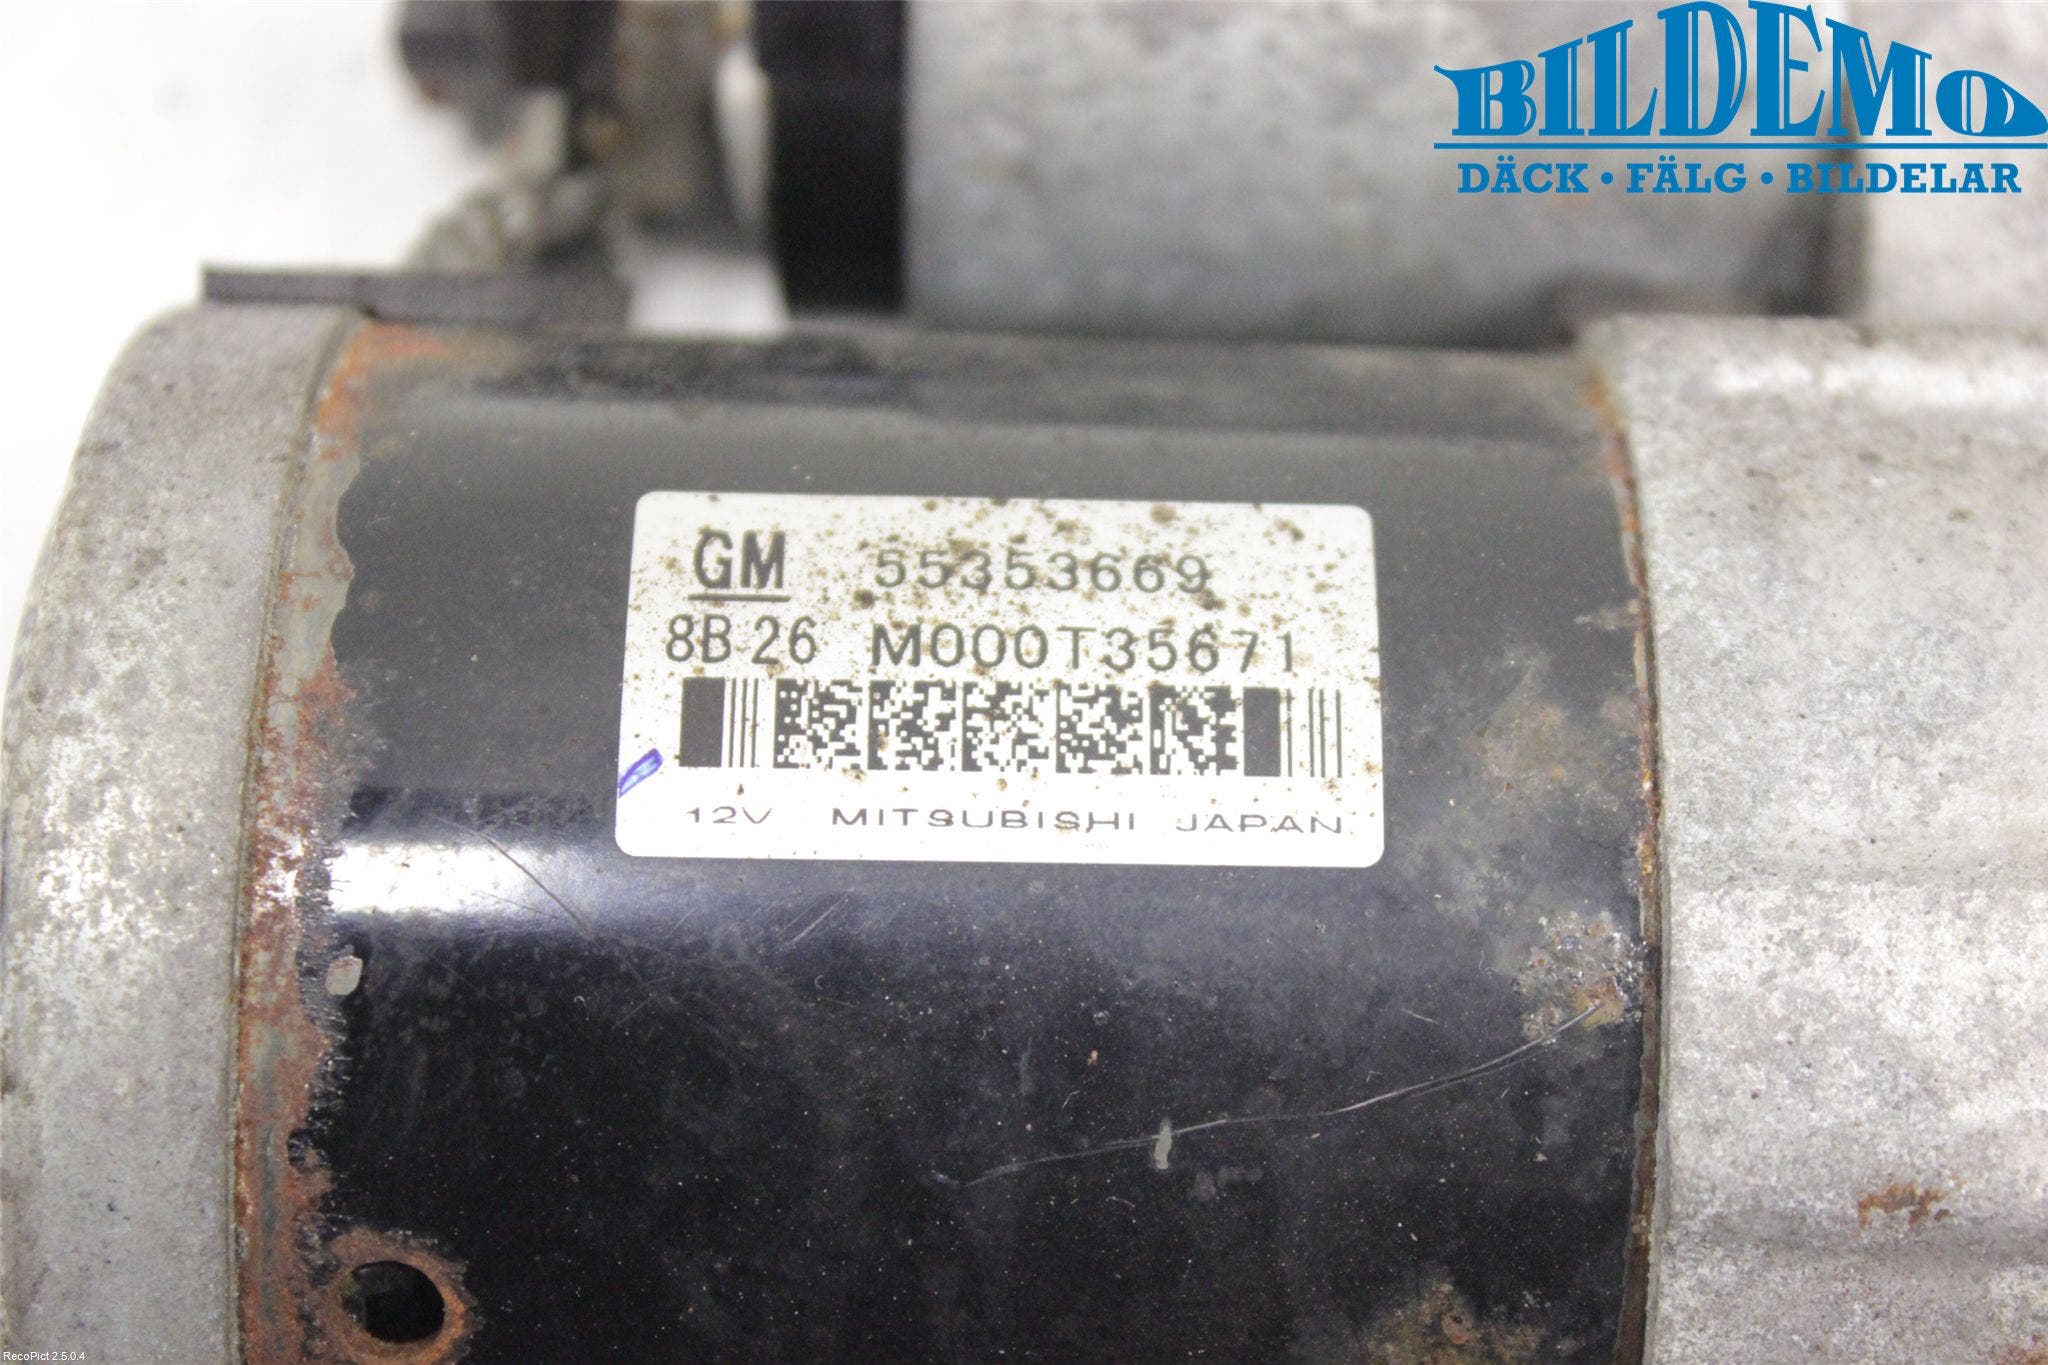 BILDEMO
DÄCK • FÄLG • BILDELAR
GM 55353669
8B 26 M000T35671
12V MITSUBISHI JAPAN
RecoPict 2.5.0.4